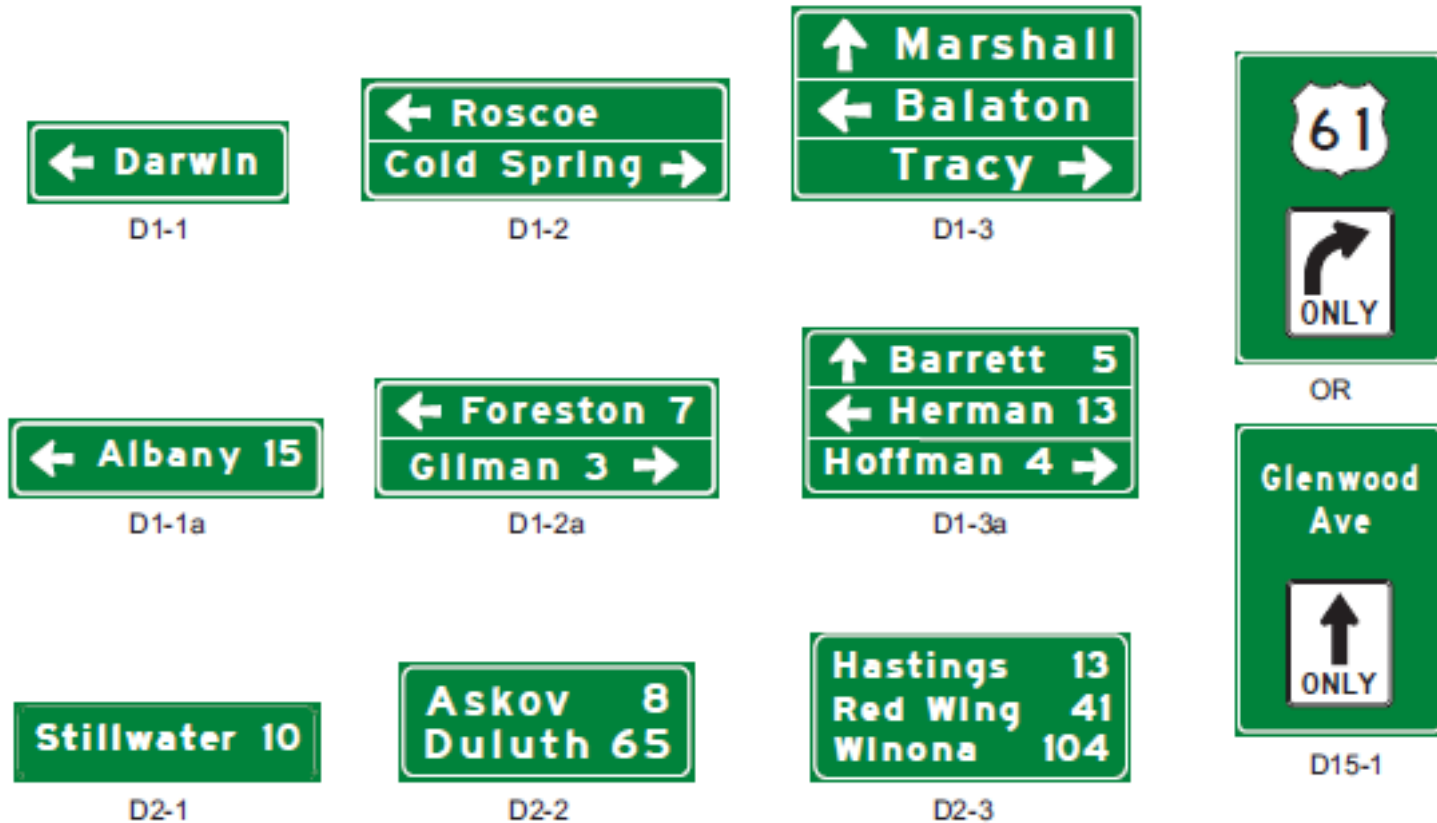 Darwin
D1-1
Roscoe
Cold Spring
D1-2
Marshall
Balaton
Tracy
D1-3
Albany 15
D1-1a
Foreston 7
Gilman 3
D1-2a
Barrett 5
Herman 13
Hoffman 4
D1-3a
Stillwater 10
D2-1
Askov 8
Duluth 65
D2-2
Hastings 13
Red Wing 41
Winona 104
D2-3
61
ONLY
OR
Glenwood
Ave
ONLY
D15-1